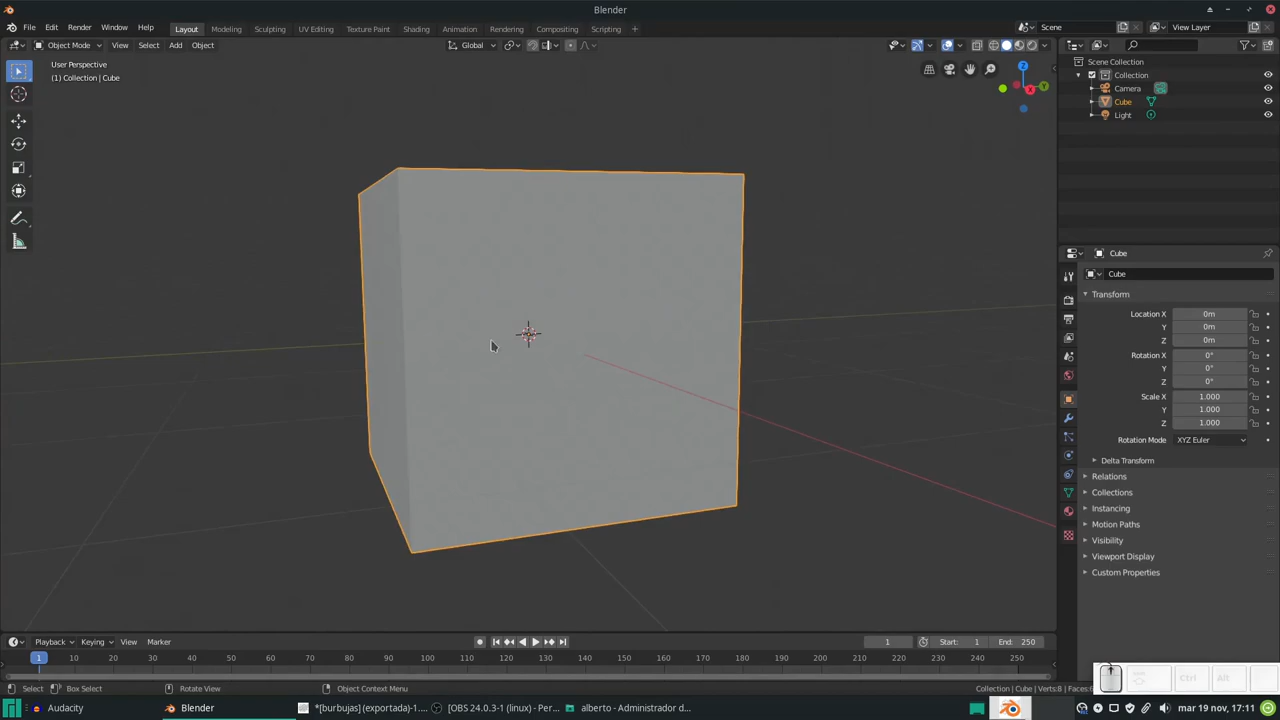 Blender
File Edit Render Window Help Layout Modeling Sculpting UV Editing Texture Paint Shading Animation Rendering Compositing Scripting + Scene View Layer
Object Mode View Select Add Object Global
User Perspective
(1) Collection | Cube
Z
Y
X
Scene Collection
Collection
Camera
Cube
Light
Cube
Cube
Transform
Location X 0m
Y 0m
Z 0m
Rotation X 0°
Y 0°
Z 0°
Scale X 1.000
Y 1.000
Z 1.000
Rotation Mode XYZ Euler
Delta Transform
Relations
Collections
Instancing
Motion Paths
Visibility
Viewport Display
Custom Properties
Playback Keying View Marker 1 Start: 1 End: 250
1 10 20 30 40 50 60 70 80 90 100 110 120 130 140 150 160 170 180 190 200 210 220 230 240 250
Select Box Select Rotate View Object Context Menu Collection | Cube | Verts:8 | Faces:
Ctrl Alt
Audacity Blender *[burbujas] (exportada)-1.... [OBS 24.0.3-1 (linux) - Per... alberto - Administrador d... mar 19 nov, 17:11